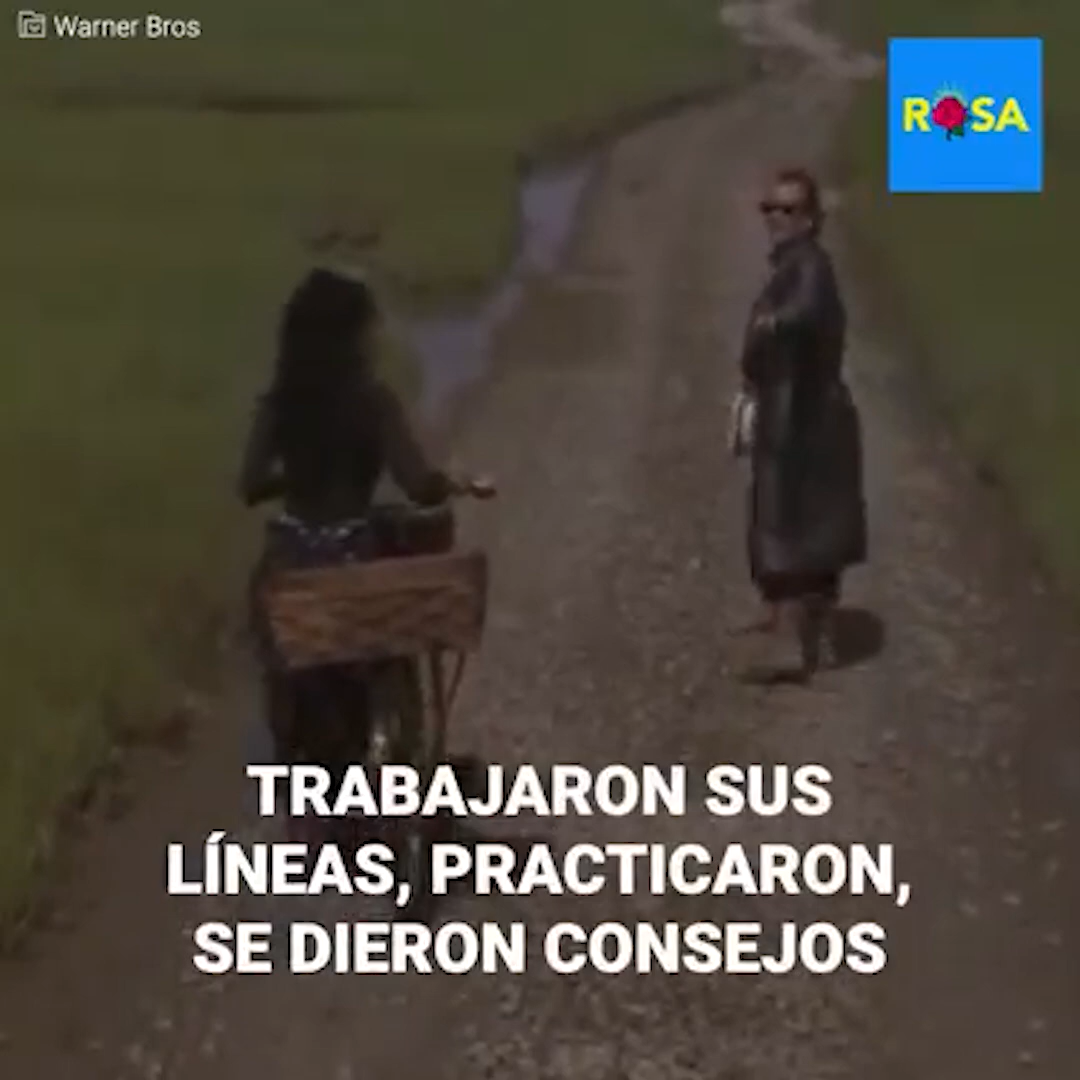 Warner Bros
ROSA
TRABAJARON SUS
LÍNEAS, PRACTICARON,
SE DIERON CONSEJOS